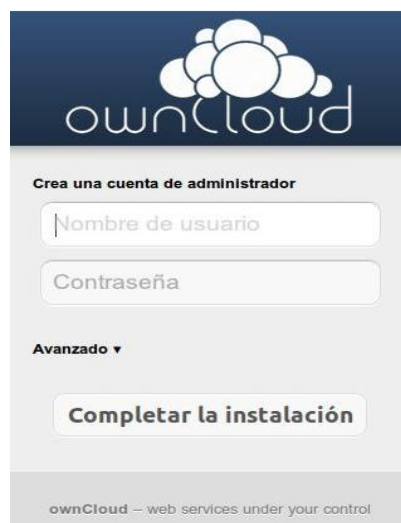 ownCloud
Crea una cuenta de administrador
Nombre de usuario
Contraseña
Avanzado ▾
Completar la instalación
ownCloud – web services under your control